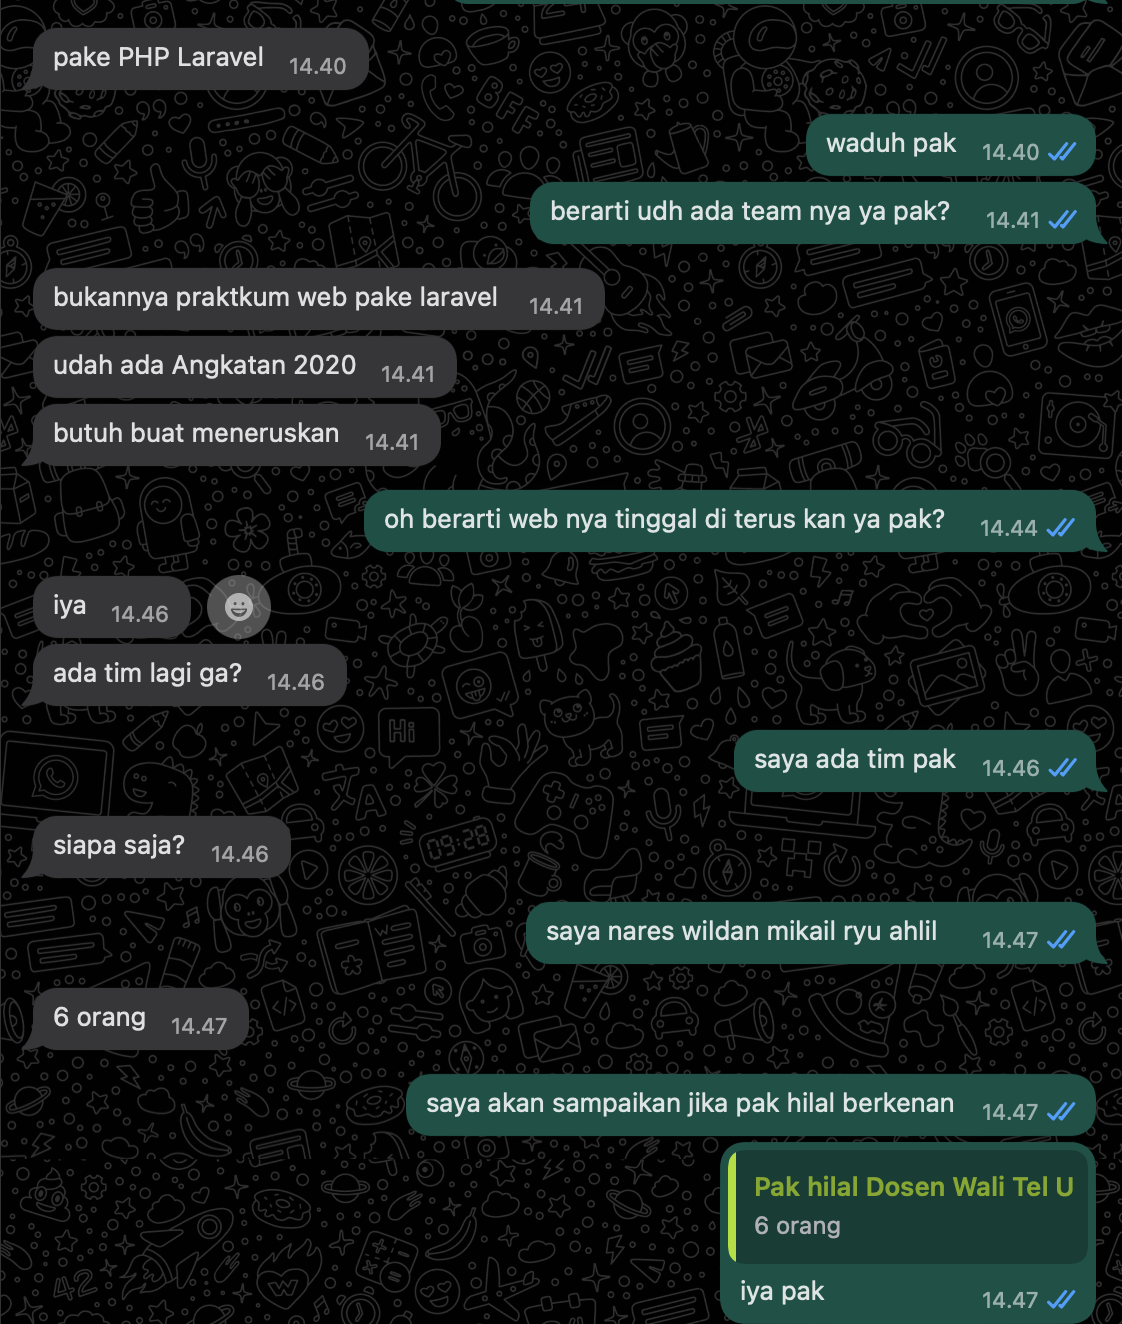 pake PHP Laravel 14.40
waduh pak 14.40
berarti udh ada team nya ya pak? 14.41
bukannya praktkum web pake laravel 14.41
udah ada Angkatan 2020 14.41
butuh buat meneruskan 14.41
oh berarti web nya tinggal di terus kan ya pak? 14.44
iya 14.46
ada tim lagi ga? 14.46
saya ada tim pak 14.46
siapa saja? 14.46
saya nares wildan mikail ryu ahlil 14.47
6 orang 14.47
saya akan sampaikan jika pak hilal berkenan 14.47
Pak hilal Dosen Wali Tel U
6 orang
iya pak 14.47